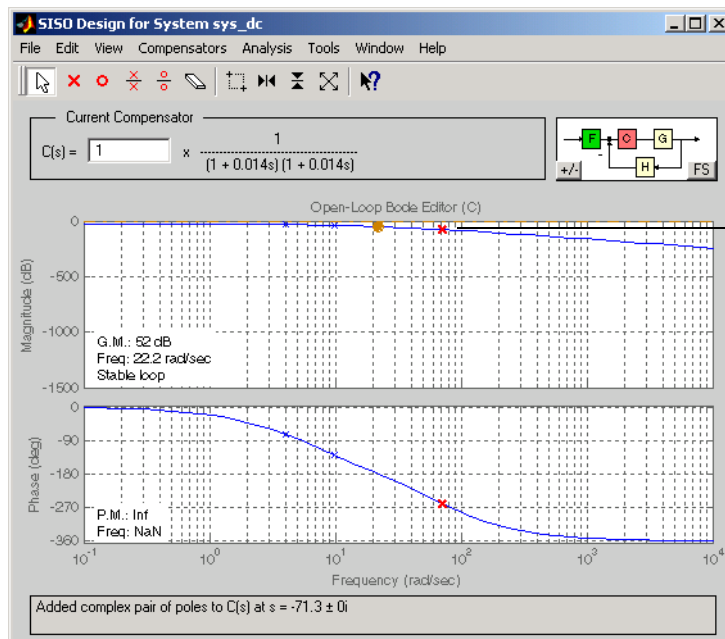 SISO Design for System sys_dc
File Edit View Compensators Analysis Tools Window Help
Current Compensator
C(s) = 1 x 1
(1 + 0.014s) (1 + 0.014s)
F C G
-
H
+/- FS
Open-Loop Bode Editor (C)
0
-500
-1000
-1500
Magnitude (dB)
G.M.: 52 dB
Freq: 22.2 rad/sec
Stable loop
0
-90
-180
-270
-360
Phase (deg)
P.M.: Inf
Freq: NaN
10^-1 10^0 10^1 10^2 10^3 10^4
Frequency (rad/sec)
Added complex pair of poles to C(s) at s = -71.3 ± 0i